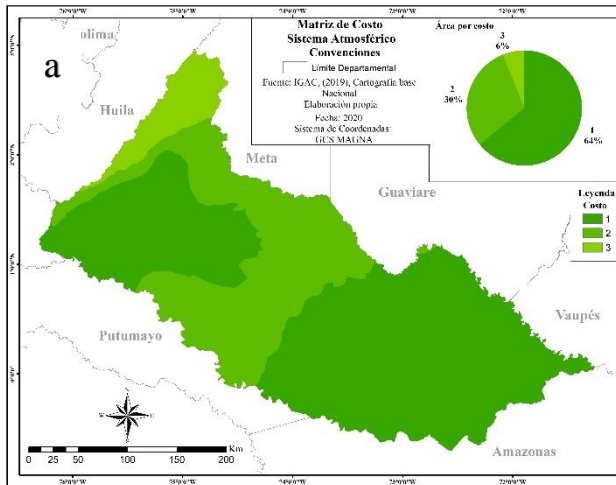 a
olima
Huila
Meta
Guaviare
Vaupés
Putumayo
Amazonas
Matriz de Costo
Sistema Atmosférico
Convenciones
Límite Departamental
Fuente: IGAC, (2019), Cartografía base
Nacional
Elaboración propia
Fecha: 2020
Sistema de Coordenadas:
GCS MAGNA
Área por costo
3
6%
2
30%
1
64%
Leyenda
Costo
1
2
3
Km
0 25 50 100 150 200